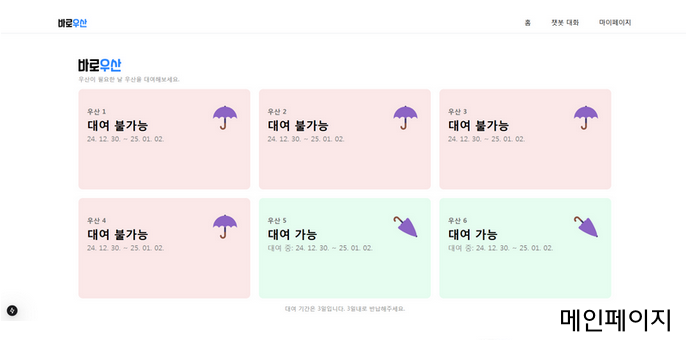 바로우산
홈 챗봇 대화 마이페이지
바로우산
우산이 필요한 날 우산을 대여해보세요.
우산 1
대여 불가능
24. 12. 30. ~ 25. 01. 02.
우산 2
대여 불가능
24. 12. 30. ~ 25. 01. 02.
우산 3
대여 불가능
24. 12. 30. ~ 25. 01. 02.
우산 4
대여 불가능
24. 12. 30. ~ 25. 01. 02.
우산 5
대여 가능
대여 중: 24. 12. 30. ~ 25. 01. 02.
우산 6
대여 가능
대여 중: 24. 12. 30. ~ 25. 01. 02.
대여 기간은 3일입니다. 3일내로 반납해주세요.
메인페이지